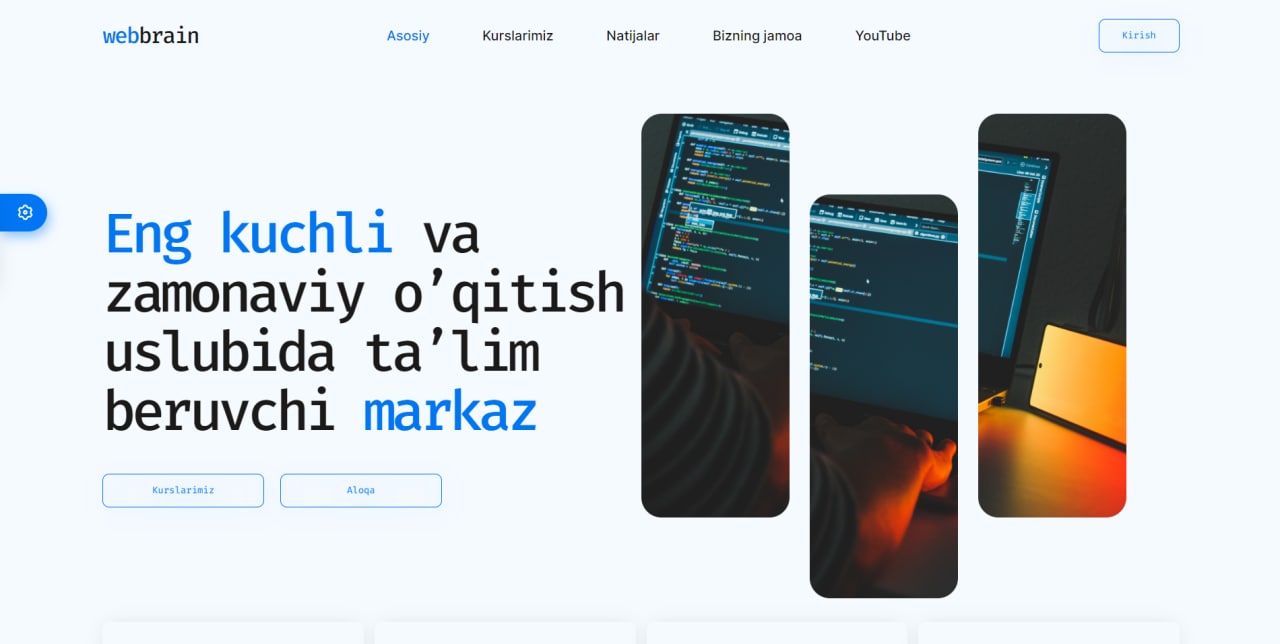 webbrain
Asosiy
Kurslarimiz
Natijalar
Bizning jamoa
YouTube
Kirish
Eng kuchli va
zamonaviy o’qitish
uslubida ta’lim
beruvchi markaz
Kurslarimiz
Aloqa